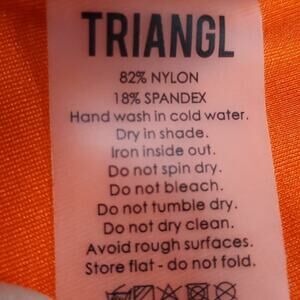 TRIANGL
82% NYLON
18% SPANDEX
Hand wash in cold water.
Dry in shade.
Iron inside out.
Do not spin dry.
Do not bleach.
Do not tumble dry.
Do not dry clean.
Avoid rough surfaces.
Store flat - do not fold.